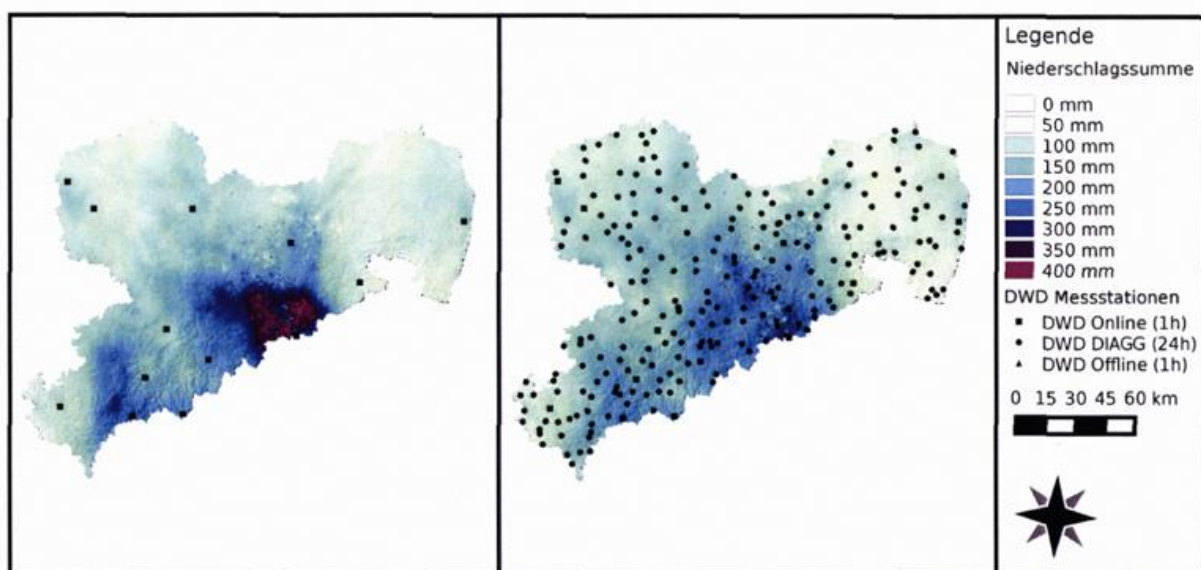 Legende
Niederschlagssumme
0 mm
50 mm
100 mm
150 mm
200 mm
250 mm
300 mm
350 mm
400 mm
DWD Messstationen
DWD Online (1h)
DWD DIAGG (24h)
DWD Offline (1h)
0 15 30 45 60 km